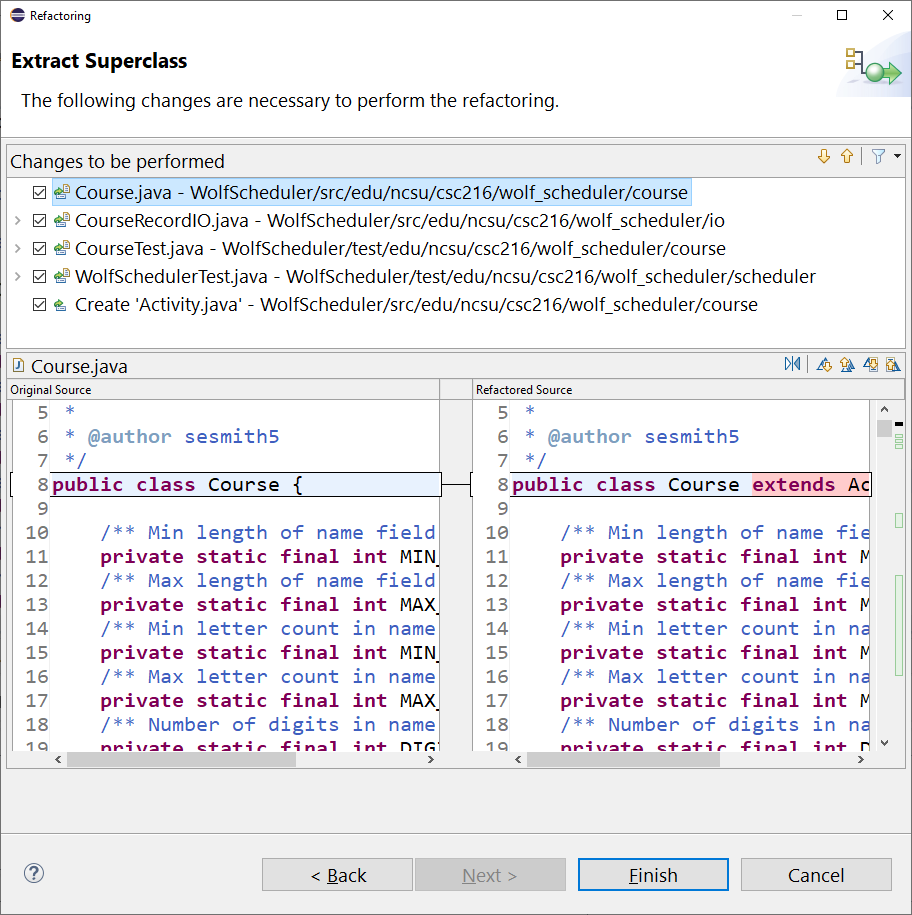 Refactoring
Extract Superclass
The following changes are necessary to perform the refactoring.
Changes to be performed
Course.java - WolfScheduler/src/edu/ncsu/csc216/wolf_scheduler/course
CourseRecordIO.java - WolfScheduler/src/edu/ncsu/csc216/wolf_scheduler/io
CourseTest.java - WolfScheduler/test/edu/ncsu/csc216/wolf_scheduler/course
WolfSchedulerTest.java - WolfScheduler/test/edu/ncsu/csc216/wolf_scheduler/scheduler
Create 'Activity.java' - WolfScheduler/src/edu/ncsu/csc216/wolf_scheduler/course
Course.java
Original Source
5 *
6 * @author sesmith5
7 */
8 public class Course {
9
10 /** Min length of name field
11 private static final int MIN_
12 /** Max length of name field
13 private static final int MAX_
14 /** Min letter count in name
15 private static final int MIN_
16 /** Max letter count in name
17 private static final int MAX_
18 /** Number of digits in name
19 private static final int DIG
Refactored Source
5 *
6 * @author sesmith5
7 */
8 public class Course extends Ac
9
10 /** Min length of name fie
11 private static final int M
12 /** Max length of name fie
13 private static final int M
14 /** Min letter count in na
15 private static final int M
16 /** Max letter count in na
17 private static final int M
18 /** Number of digits in na
19 private static final int D
< Back
Next >
Finish
Cancel